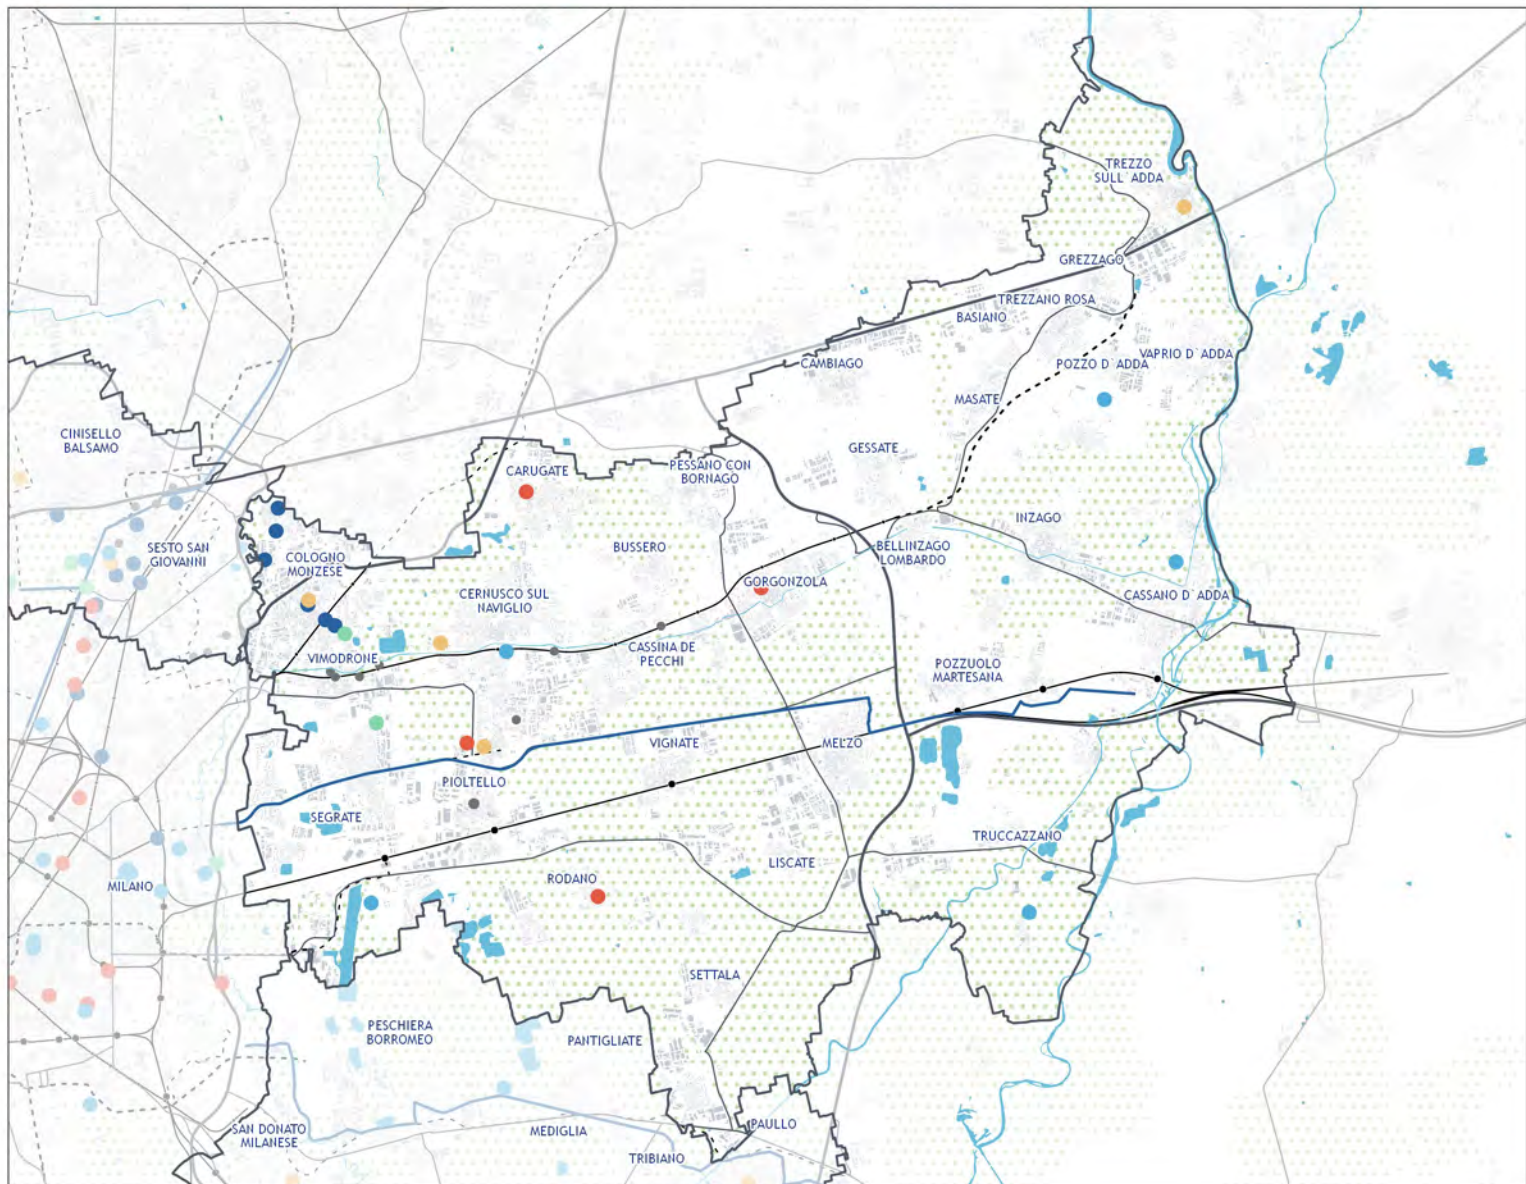 TREZZO
SULL`ADDA
GREZZAGO
TREZZANO ROSA
BASIANO
VAPRIO D`ADDA
CAMBIAGO
POZZO D`ADDA
MASATE
CINISELLO
BALSAMO
GESSATE
CARUGATE
PESSANO CON
BORNAGO
INZAGO
SESTO SAN
GIOVANNI
COLOGNO
MONZESE
BUSSERO
BELLINZAGO
LOMBARDO
GORGONZOLA
CERNUSCO SUL
NAVIGLIO
CASSANO D`ADDA
CASSINA DE
PECCHI
VIMODRONE
POZZUOLO
MARTESANA
VIGNATE
MELZO
PIOLTELLO
SEGRATE
TRUCCAZZANO
LISCATE
RODANO
MILANO
SETTALA
PESCHIERA
BORROMEO
PANTIGLIATE
SAN DONATO
MILANESE
MEDIGLIA
PAULLO
TRIBIANO